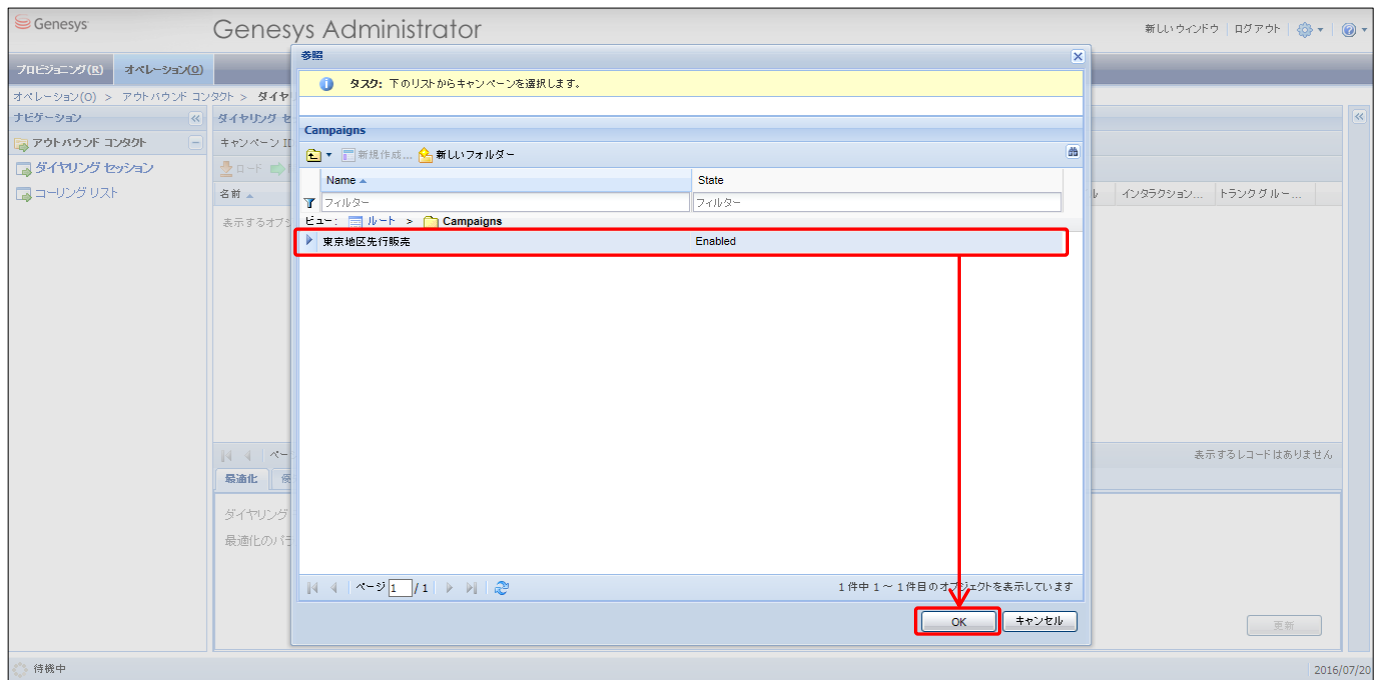 Genesys
Genesys Administrator
新しいウィンドウ ログアウト
プロビジョニング(R) オペレーション(O)
オペレーション(O) > アウトバウンド コンタクト > ダイヤ
ナビゲーション
アウトバウンド コンタクト
ダイヤリング セッション
コーリング リスト
ダイヤリング セ
キャンペーン ID
ロード
名前
インタラクション... トランク グルー...
表示するオブジ
ペー
表示するレコードはありません
最適化
ダイヤリング
最適化のパラ
更新
参照
タスク: 下のリストからキャンペーンを選択します。
Campaigns
新規作成... 新しいフォルダー
Name State
フィルター フィルター
ビュー: ルート > Campaigns
東京地区先行販売 Enabled
ページ 1 / 1
1 件中 1 ~ 1 件目のオブジェクトを表示しています
OK キャンセル
待機中
2016/07/20